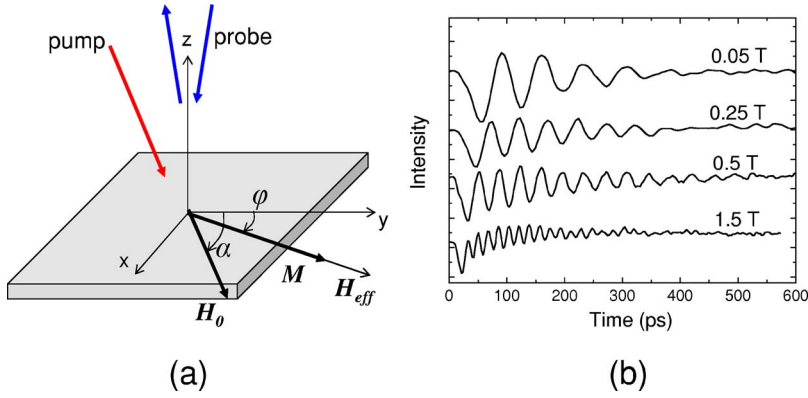 pump
probe
z
y
x
φ
α
M
H₀
H_eff
(a)
Intensity
0.05 T
0.25 T
0.5 T
1.5 T
0 100 200 300 400 500 600
Time (ps)
(b)